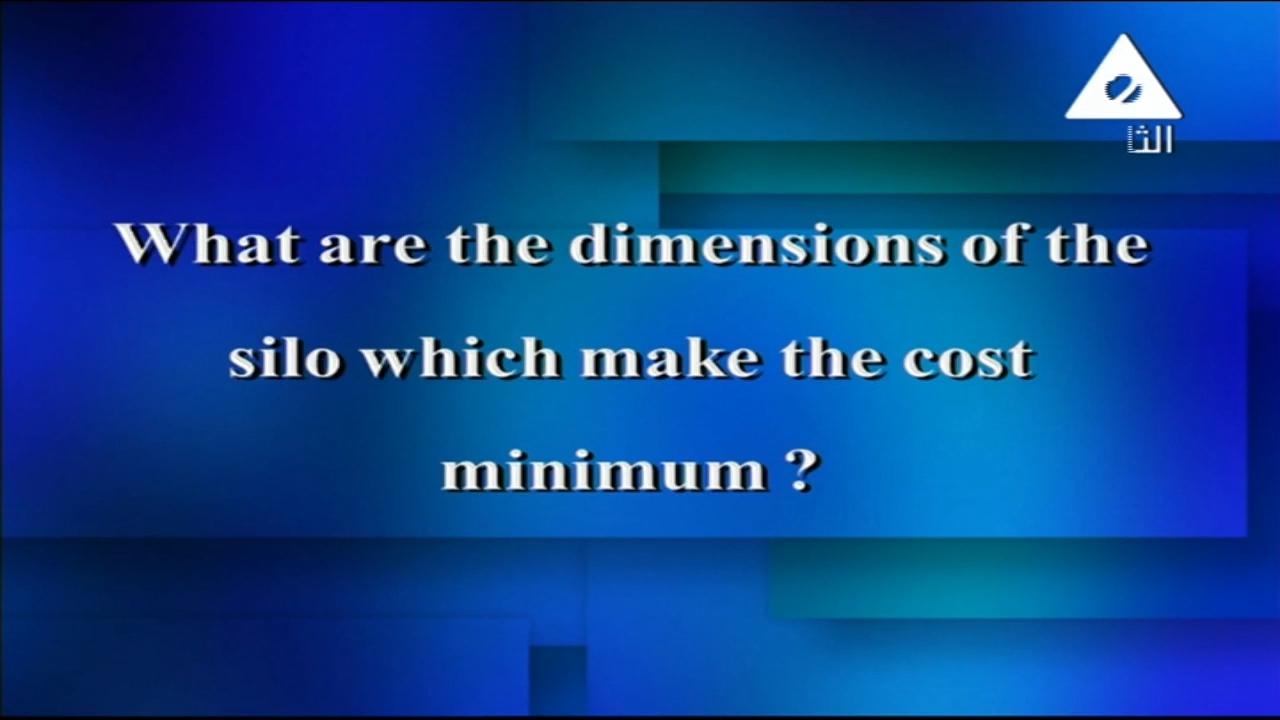 الثا
What are the dimensions of the
silo which make the cost
minimum ?